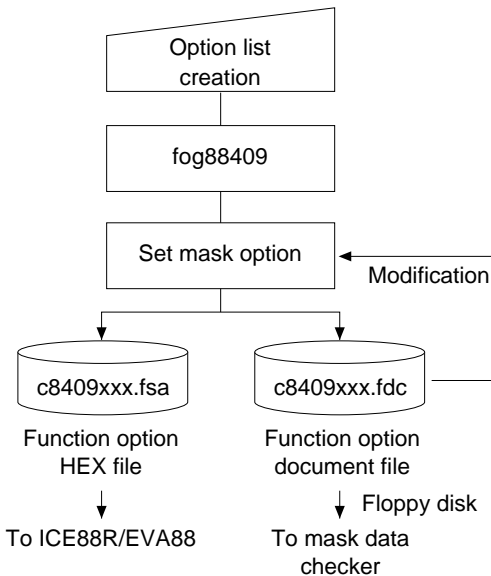 Option list
creation
fog88409
Set mask option
Modification
c8409xxx.fsa
c8409xxx.fdc
Function option
HEX file
Function option
document file
Floppy disk
To ICE88R/EVA88
To mask data
checker